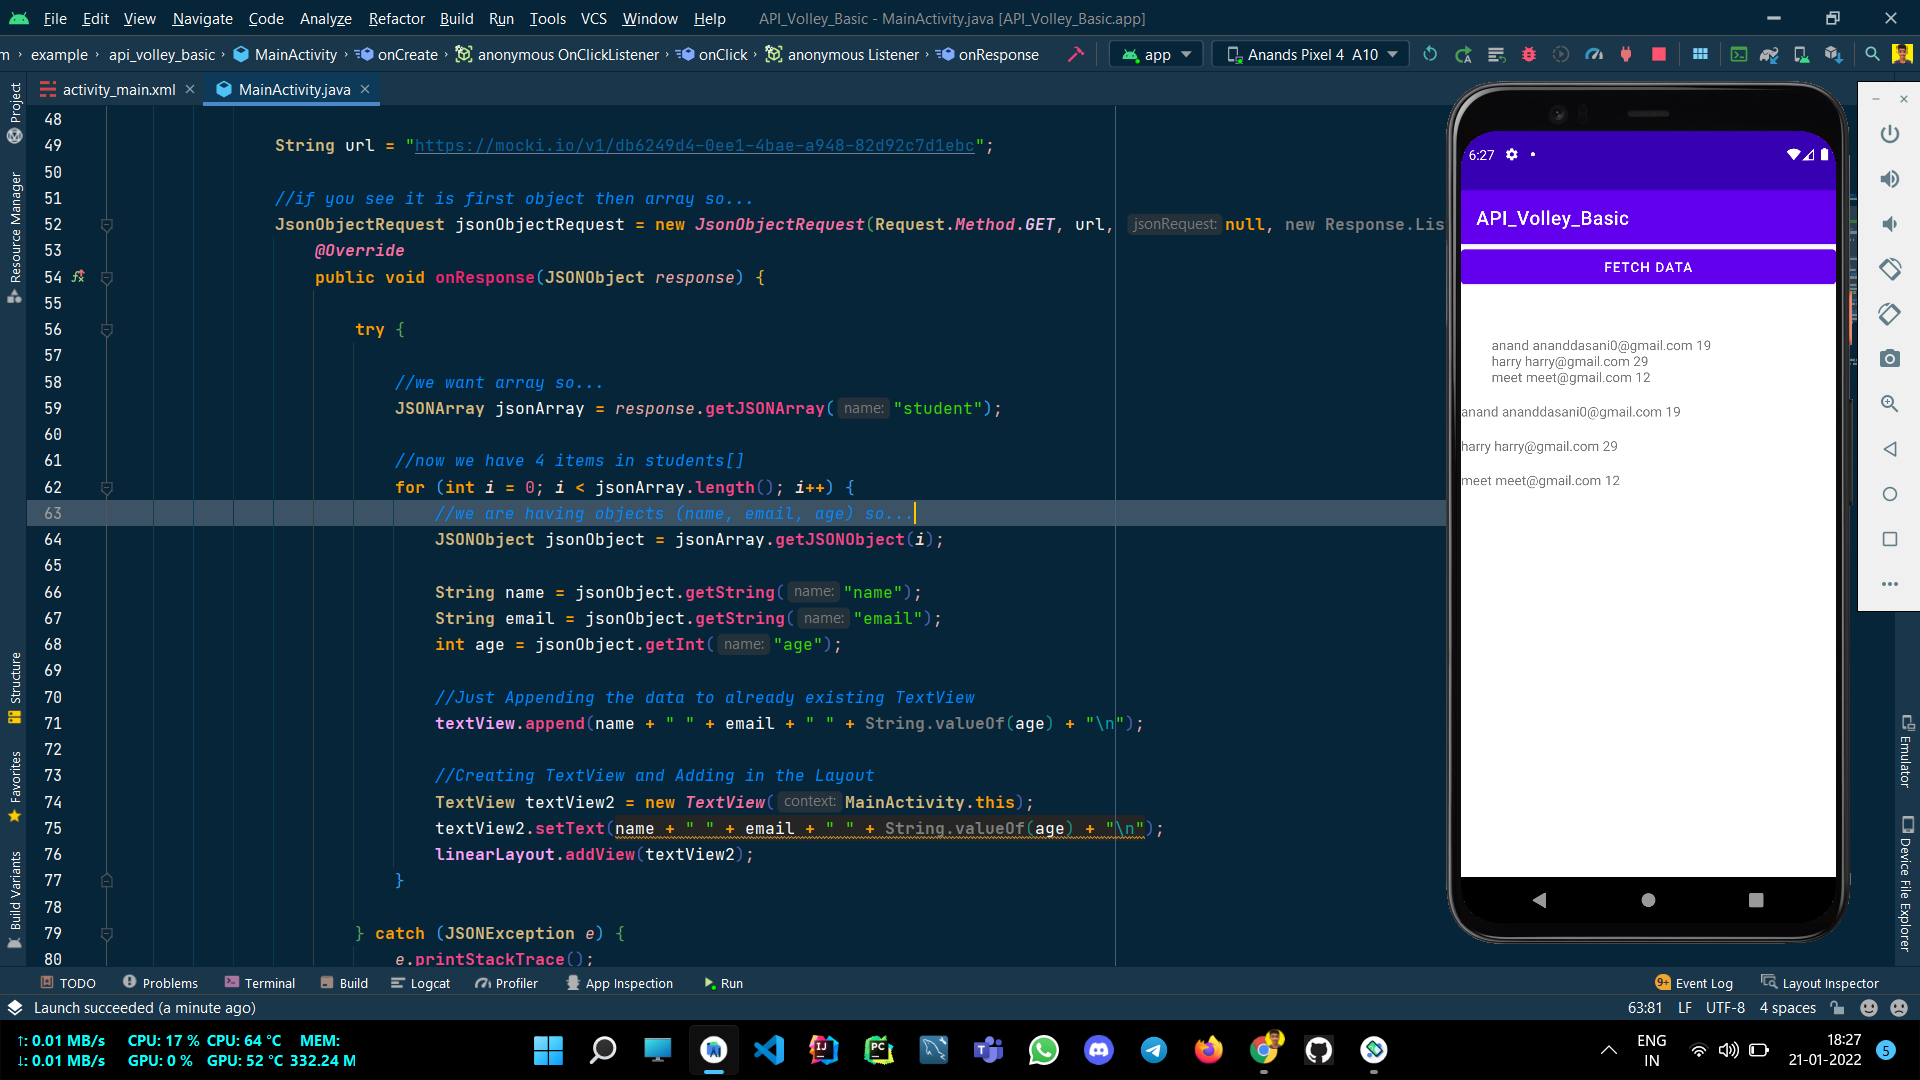 File Edit View Navigate Code Analyze Refactor Build Run Tools VCS Window Help API_Volley_Basic - MainActivity.java [API_Volley_Basic.app]
m › example › api_volley_basic › MainActivity › onCreate › anonymous OnClickListener › onClick › anonymous Listener › onResponse app Anands Pixel 4 A10
activity_main.xml MainActivity.java
Project
Resource Manager
Structure
Favorites
Build Variants
48
49 String url = "https://mocki.io/v1/db6249d4-0ee1-4bae-a948-82d92c7d1ebc";
50
51 //if you see it is first object then array so...
52 JsonObjectRequest jsonObjectRequest = new JsonObjectRequest(Request.Method.GET, url, jsonRequest: null, new Response.Lis
53 @Override
54 public void onResponse(JSONObject response) {
55
56 try {
57
58 //we want array so...
59 JSONArray jsonArray = response.getJSONArray( name: "student");
60
61 //now we have 4 items in students[]
62 for (int i = 0; i < jsonArray.length(); i++) {
63 //we are having objects (name, email, age) so...
64 JSONObject jsonObject = jsonArray.getJSONObject(i);
65
66 String name = jsonObject.getString( name: "name");
67 String email = jsonObject.getString( name: "email");
68 int age = jsonObject.getInt( name: "age");
69
70 //Just Appending the data to already existing TextView
71 textView.append(name + " " + email + " " + String.valueOf(age) + "\n");
72
73 //Creating TextView and Adding in the Layout
74 TextView textView2 = new TextView( context: MainActivity.this);
75 textView2.setText(name + " " + email + " " + String.valueOf(age) + "\n");
76 linearLayout.addView(textView2);
77 }
78
79 } catch (JSONException e) {
80 e.printStackTrace();
6:27
API_Volley_Basic
FETCH DATA
anand ananddasani0@gmail.com 19
harry harry@gmail.com 29
meet meet@gmail.com 12
anand ananddasani0@gmail.com 19
harry harry@gmail.com 29
meet meet@gmail.com 12
Emulator
Device File Explorer
TODO Problems Terminal Build Logcat Profiler App Inspection Run 9+ Event Log Layout Inspector
Launch succeeded (a minute ago) 63:81 LF UTF-8 4 spaces
↑: 0.01 MB/s CPU: 17 % CPU: 64 °C MEM:
↓: 0.01 MB/s GPU: 0 % GPU: 52 °C 332.24 M
ENG
IN
18:27
21-01-2022
5